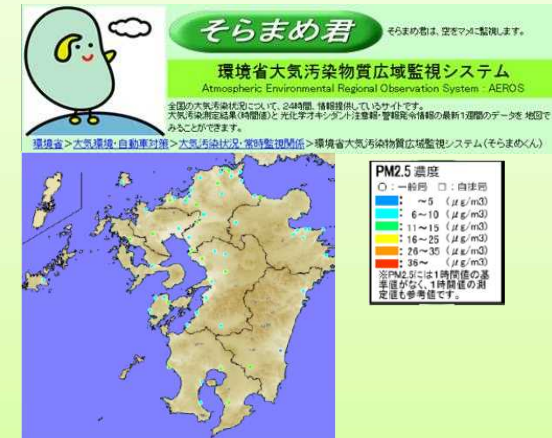 そらまめ君
そらまめ君は、空をマメに監視します。
環境省大気汚染物質広域監視システム
Atmospheric Environmental Regional Observation System : AEROS
全国の大気汚染状況について、24時間、情報提供しているサイトです。
大気汚染測定結果(時間値)と光化学オキシダント注意報・警報発令情報の最新1週間のデータを地図で
みることができます。
環境省>大気環境・自動車対策>大気汚染状況・常時監視関係>環境省大気汚染物質広域監視システム(そらまめくん)
PM2.5 濃度
○:一般局 □:自排局
: ～5 (μg/m3)
: 6-10 (μg/m3)
: 11-15 (μg/m3)
: 16-25 (μg/m3)
: 26-35 (μg/m3)
: 36～ (μg/m3)
※PM2.5には1時間値の基
準値がなく、1時間値の測
定値も参考値です。